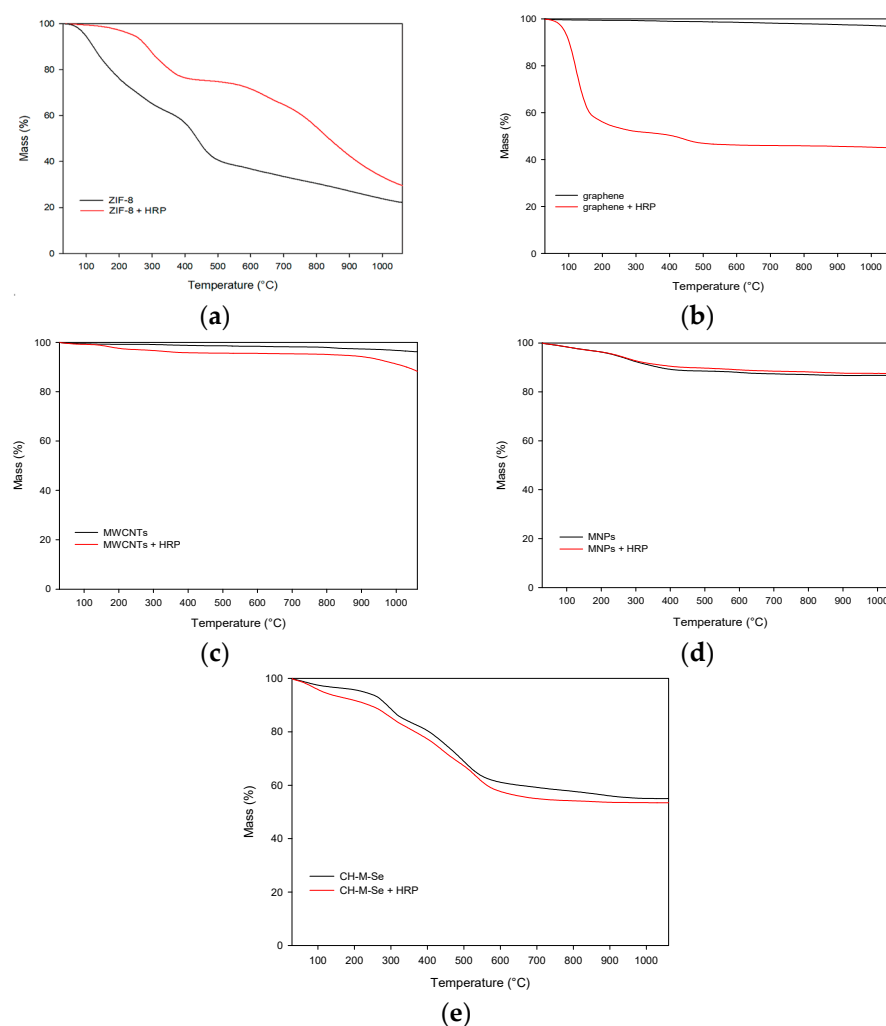 100
80
60
40
20
0
Mass (%)
ZIF-8
ZIF-8 + HRP
100 200 300 400 500 600 700 800 900 1000
Temperature (°C)
(a)
100
80
60
40
20
0
Mass (%)
graphene
graphene + HRP
100 200 300 400 500 600 700 800 900 1000
Temperature (°C)
(b)
100
80
60
40
20
0
Mass (%)
MWCNTs
MWCNTs + HRP
100 200 300 400 500 600 700 800 900 1000
Temperature (°C)
(c)
100
80
60
40
20
0
Mass (%)
MNPs
MNPs + HRP
100 200 300 400 500 600 700 800 900 1000
Temperature (°C)
(d)
100
80
60
40
20
0
Mass (%)
CH-M-Se
CH-M-Se + HRP
100 200 300 400 500 600 700 800 900 1000
Temperature (°C)
(e)